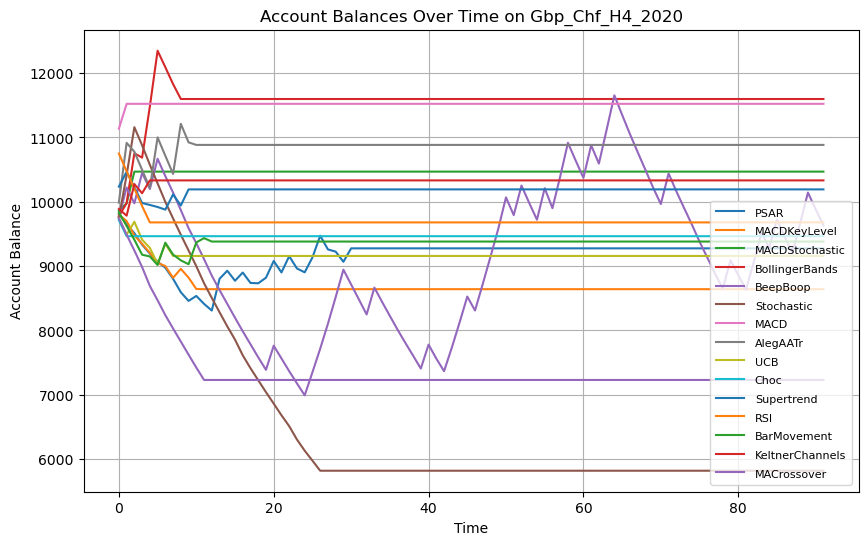 Account Balances Over Time on Gbp_Chf_H4_2020
Account Balance
12000
11000
10000
9000
8000
7000
6000
0
20
40
60
80
Time
PSAR
MACDKeyLevel
MACDStochastic
BollingerBands
BeepBoop
Stochastic
MACD
AlegAATr
UCB
Choc
Supertrend
RSI
BarMovement
KeltnerChannels
MACrossover